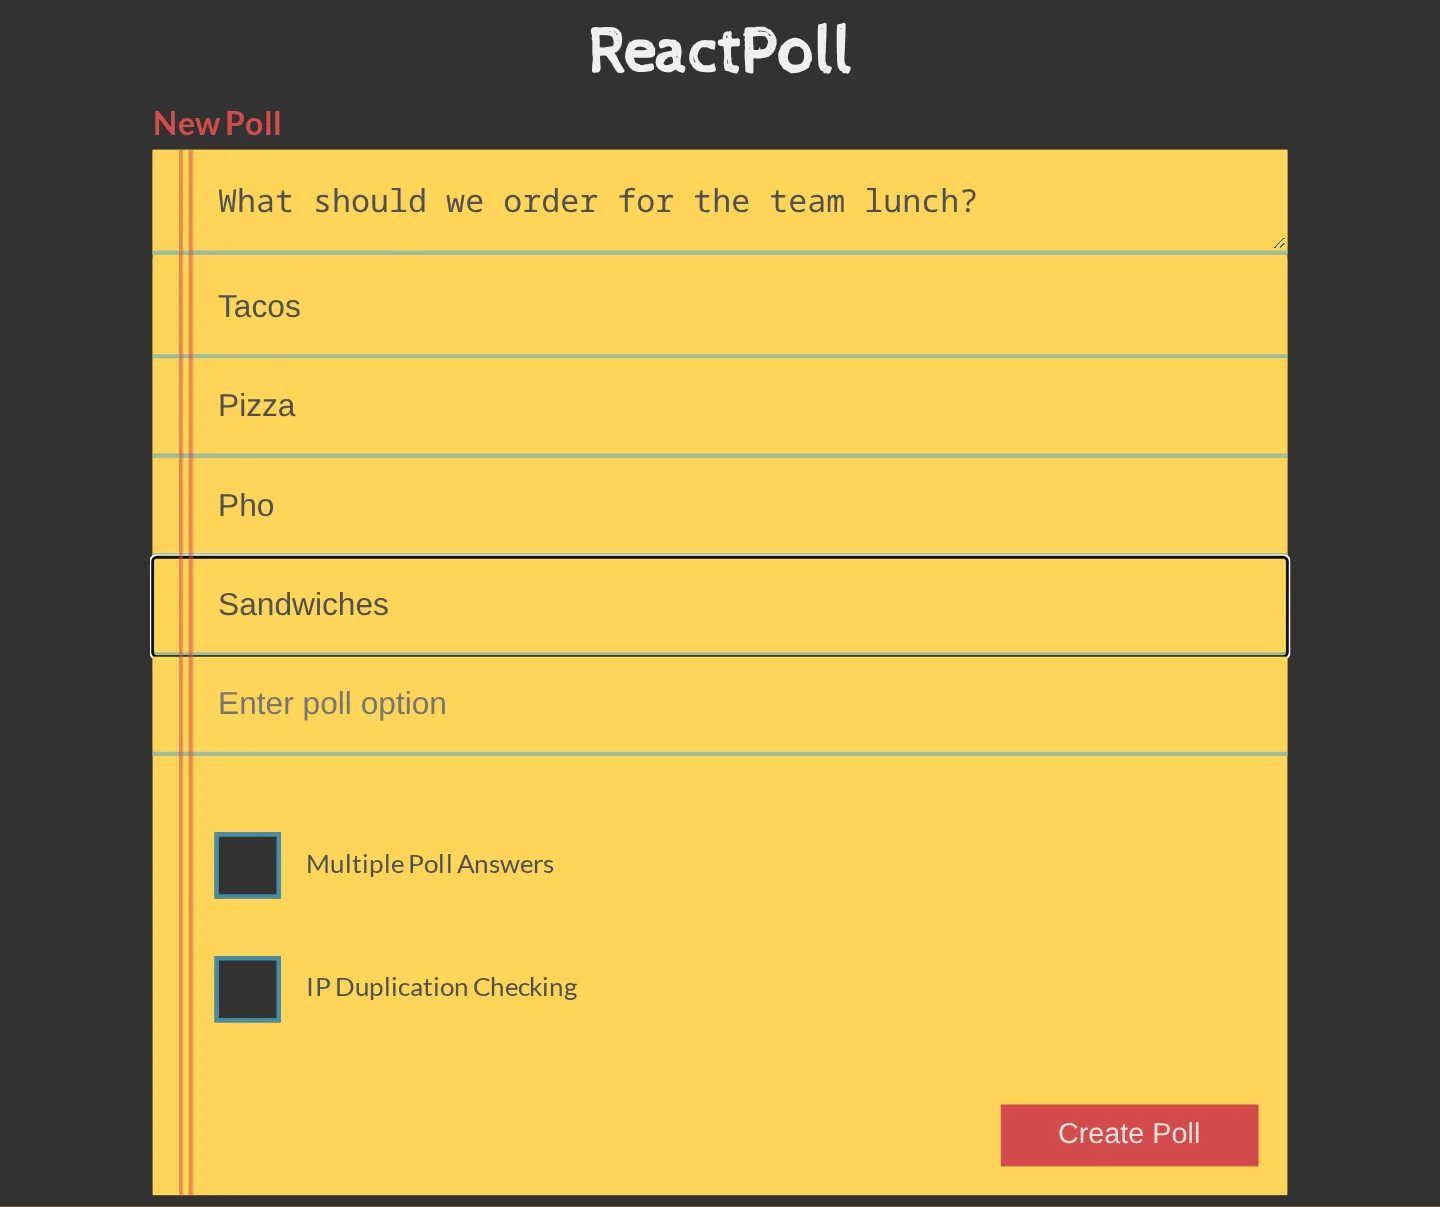 ReactPoll
New Poll
What should we order for the team lunch?
Tacos
Pizza
Pho
Sandwiches
Enter poll option
Multiple Poll Answers
IP Duplication Checking
Create Poll